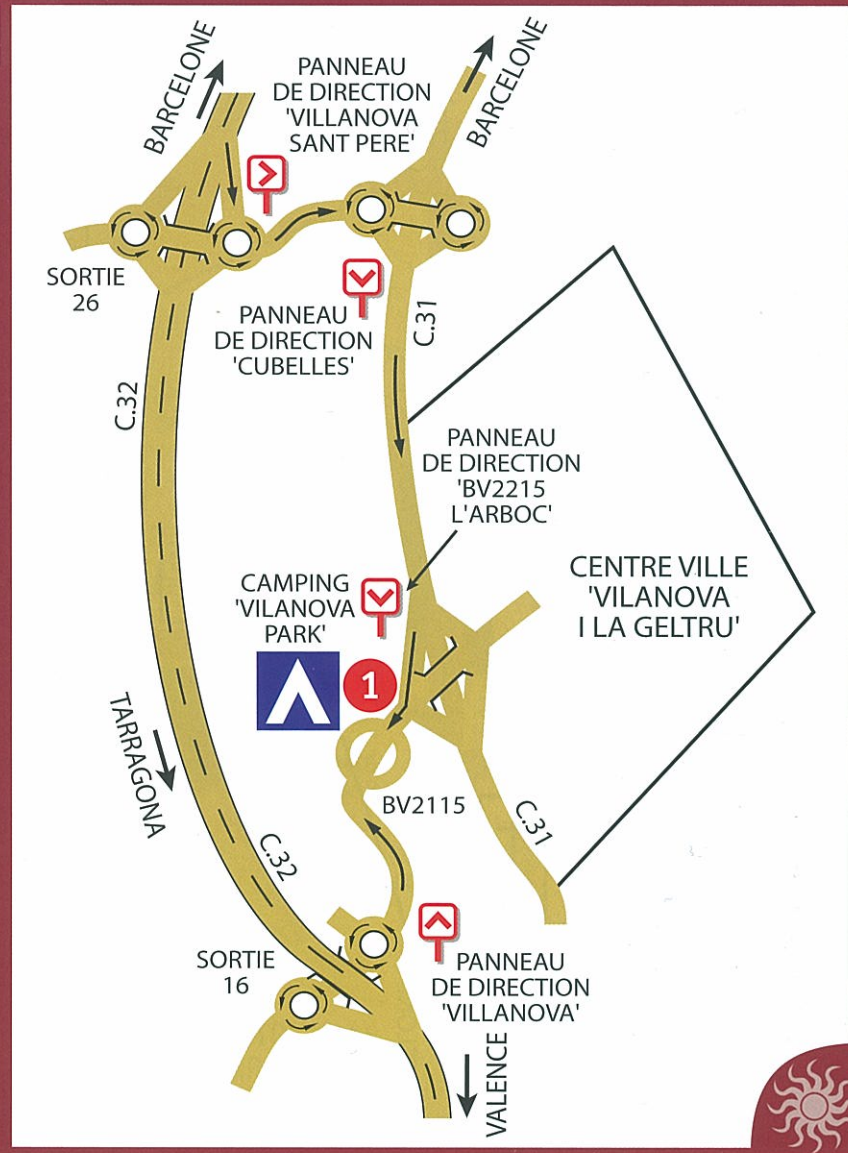 BARCELONE
PANNEAU
DE DIRECTION
'VILLANOVA
SANT PERE'
BARCELONE
SORTIE
26
PANNEAU
DE DIRECTION
'CUBELLES'
C.31
C.32
PANNEAU
DE DIRECTION
'BV2215
L'ARBOC'
CENTRE VILLE
'VILANOVA
I LA GELTRU'
CAMPING
'VILANOVA
PARK'
1
TARRAGONA
BV2115
C.31
C.32
SORTIE
16
PANNEAU
DE DIRECTION
'VILLANOVA'
VALENCE